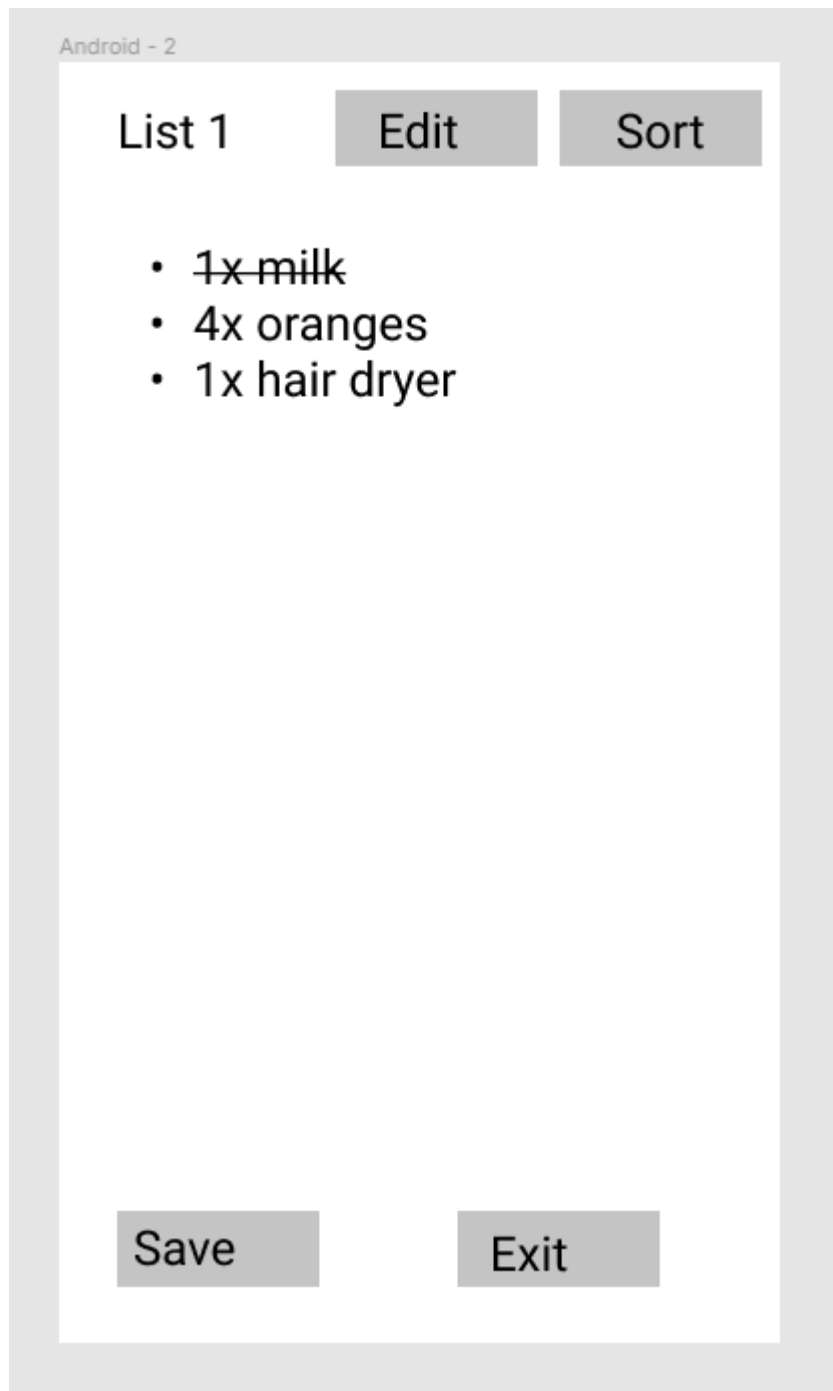 Android - 2
List 1 Edit Sort
• 1x milk
• 4x oranges
• 1x hair dryer
Save Exit